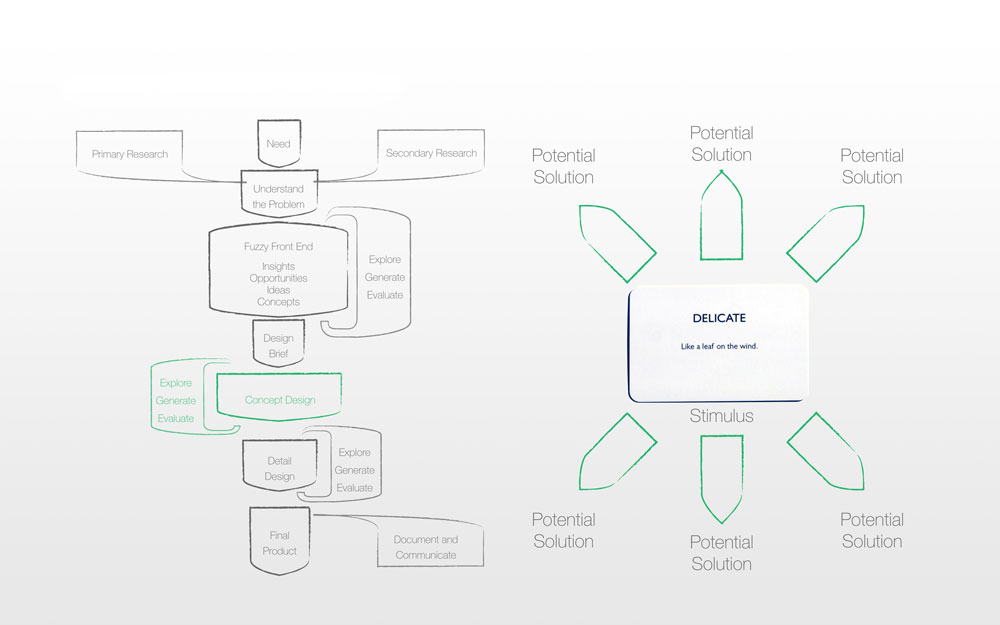 Need
Primary Research
Secondary Research
Understand
the Problem
Fuzzy Front End
Insights
Opportunities
Ideas
Concepts
Explore
Generate
Evaluate
Design
Brief
Explore
Generate
Evaluate
Concept Design
Detail
Design
Explore
Generate
Evaluate
Final
Product
Document and
Communicate
Potential
Solution
Potential
Solution
Potential
Solution
DELICATE
Like a leaf on the wind.
Stimulus
Potential
Solution
Potential
Solution
Potential
Solution